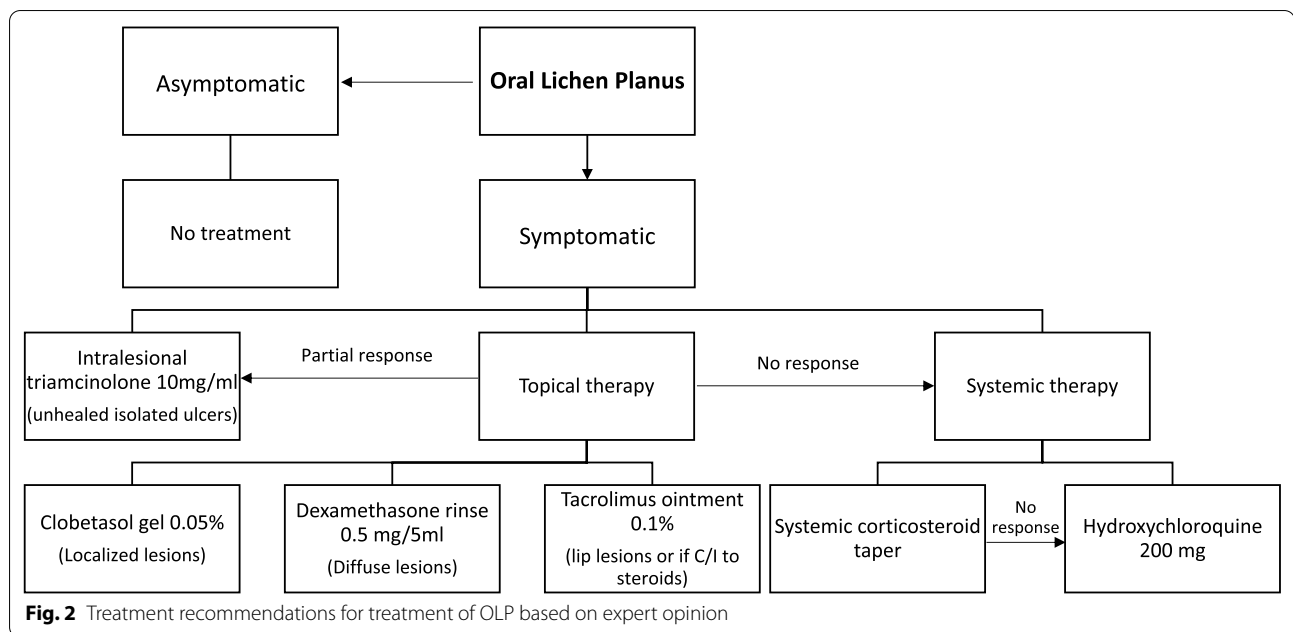 Asymptomatic
Oral Lichen Planus
No treatment
Symptomatic
Intralesional
triamcinolone 10mg/ml
(unhealed isolated ulcers)
Partial response
Topical therapy
No response
Systemic therapy
Clobetasol gel 0.05%
(Localized lesions)
Dexamethasone rinse
0.5 mg/5ml
(Diffuse lesions)
Tacrolimus ointment
0.1%
(lip lesions or if C/I to
steroids)
Systemic corticosteroid
taper
No
response
Hydroxychloroquine
200 mg
Fig. 2 Treatment recommendations for treatment of OLP based on expert opinion